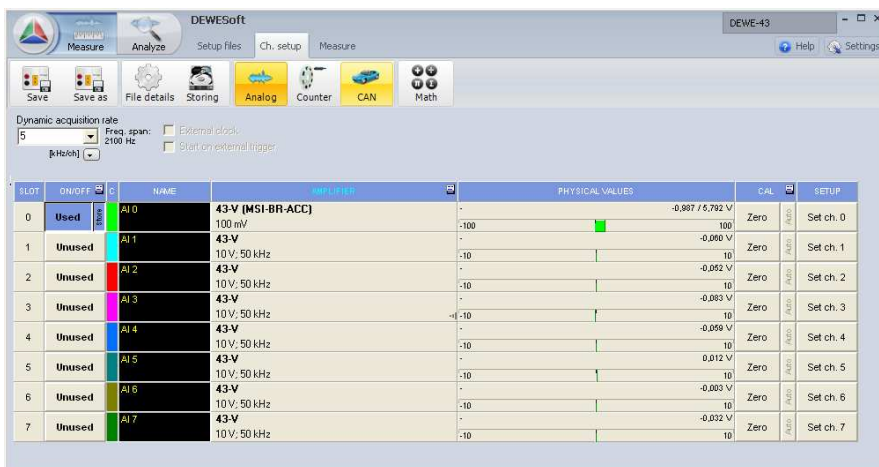 DEWESoft
DEWE-43
Measure
Analyze
Setup files
Ch. setup
Measure
Help
Settings
Save
Save as
File details
Storing
Analog
Counter
CAN
Math
Dynamic acquisition rate
5
Freq. span:
2100 Hz
External clock
Start on external trigger
[kHz/ch]
SLOT ON/OFF C NAME AMPLIFIER PHYSICAL VALUES CAL SETUP
0 Used Store AI 0 43-V (MSI-BR-ACC) - -0,987 / 5,792 V Zero Auto Set ch. 0
100 mV -100 100
1 Unused AI 1 43-V - -0,060 V Zero Auto Set ch. 1
10 V; 50 kHz -10 10
2 Unused AI 2 43-V - -0,052 V Zero Auto Set ch. 2
10 V; 50 kHz -10 10
3 Unused AI 3 43-V - -0,083 V Zero Auto Set ch. 3
10 V; 50 kHz -10 10
4 Unused AI 4 43-V - -0,059 V Zero Auto Set ch. 4
10 V; 50 kHz -10 10
5 Unused AI 5 43-V - 0,012 V Zero Auto Set ch. 5
10 V; 50 kHz -10 10
6 Unused AI 6 43-V - -0,003 V Zero Auto Set ch. 6
10 V; 50 kHz -10 10
7 Unused AI 7 43-V - -0,032 V Zero Auto Set ch. 7
10 V; 50 kHz -10 10